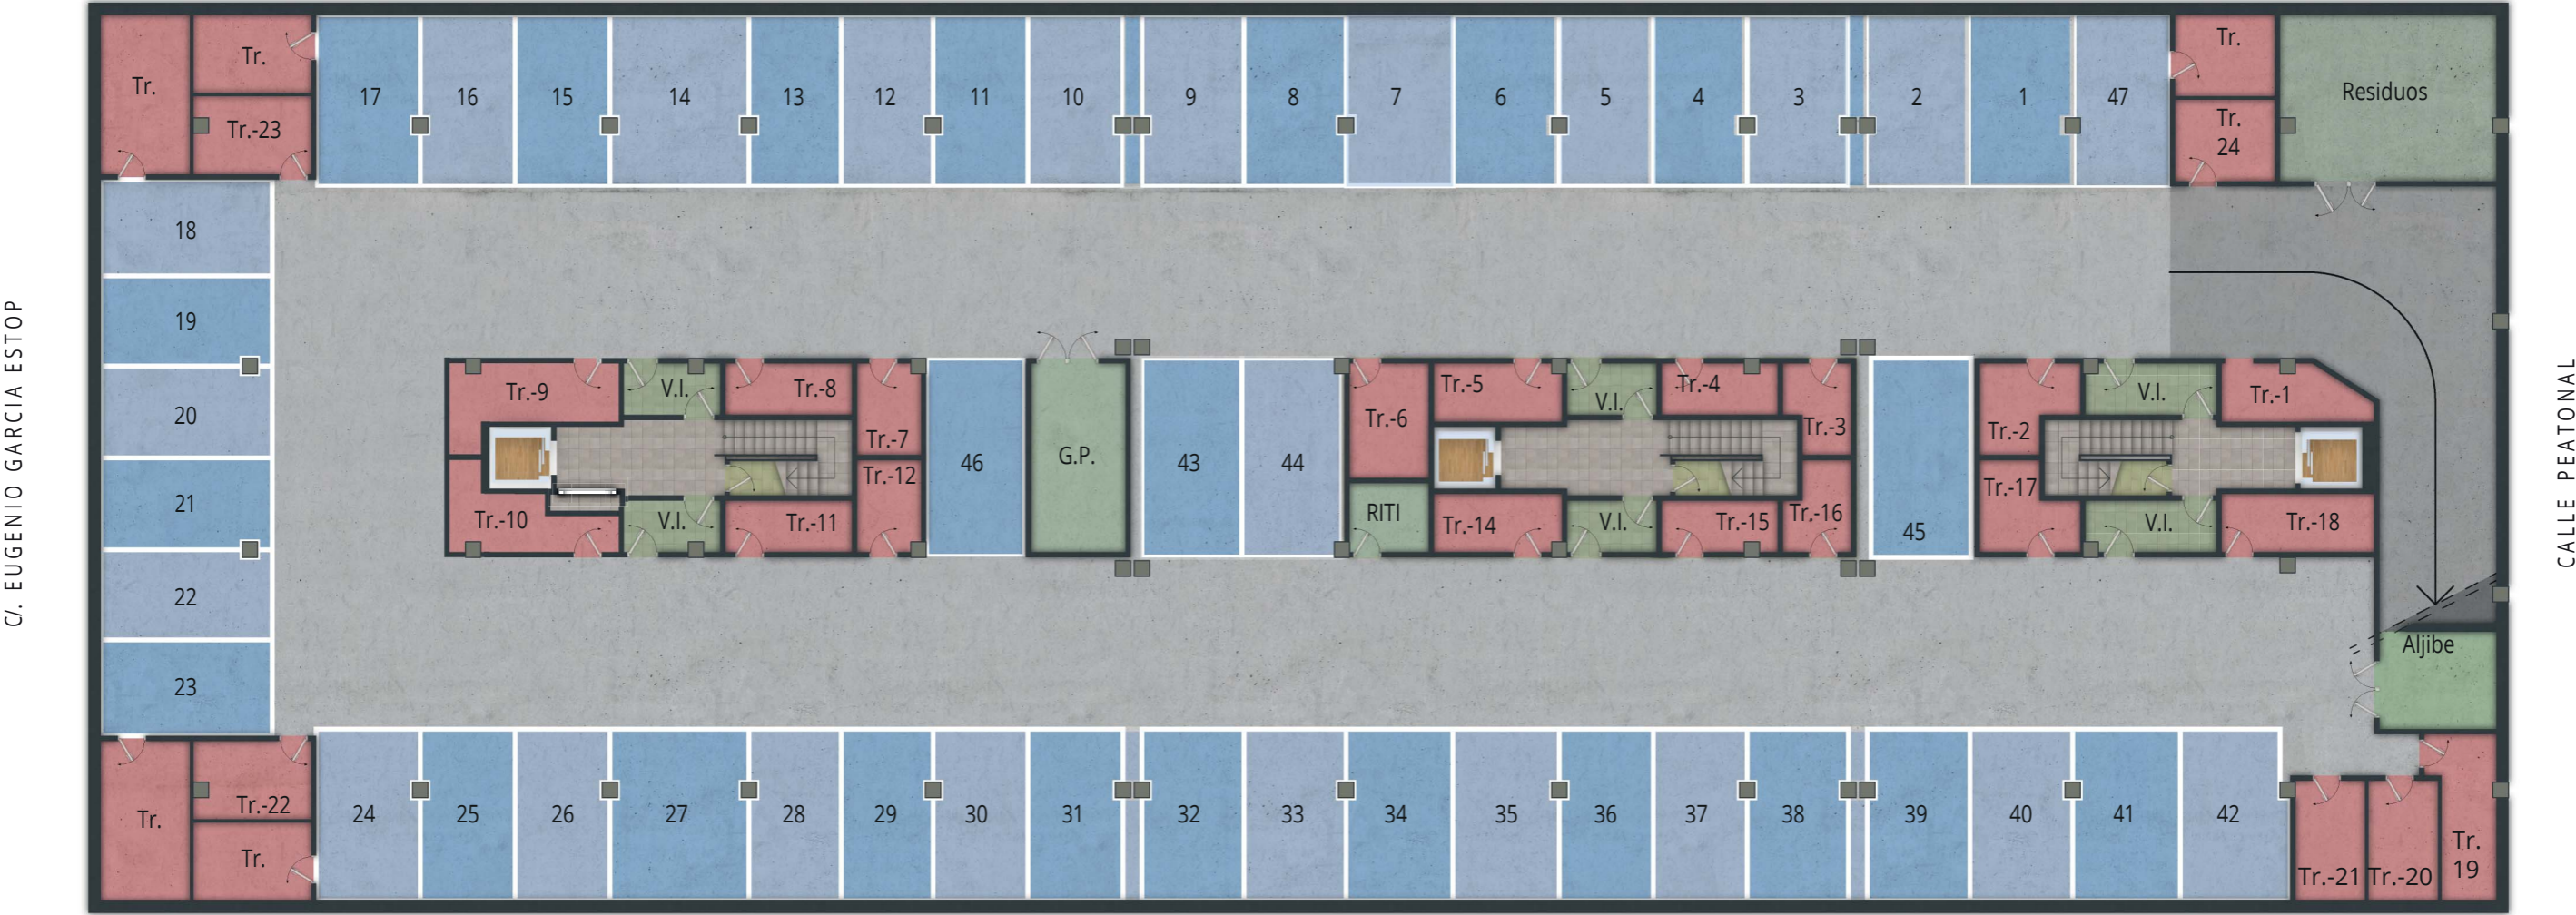 Tr.
Tr.
Tr.-23
17
16
15
14
13
12
11
10
9
8
7
6
5
4
3
2
1
47
Tr.
Tr.
24
Residuos
18
19
20
21
22
23
C/. EUGENIO GARCIA ESTOP
CALLE PEATONAL
Tr.-9
V.I.
Tr.-8
Tr.-7
Tr.-10
V.I.
Tr.-11
Tr.-12
46
G.P.
43
44
Tr.-6
RITI
Tr.-5
V.I.
Tr.-4
Tr.-3
Tr.-14
V.I.
Tr.-15
Tr.-16
45
Tr.-2
V.I.
Tr.-1
Tr.-17
V.I.
Tr.-18
Aljibe
Tr.
Tr.-22
Tr.
24
25
26
27
28
29
30
31
32
33
34
35
36
37
38
39
40
41
42
Tr.-21
Tr.-20
Tr.
19